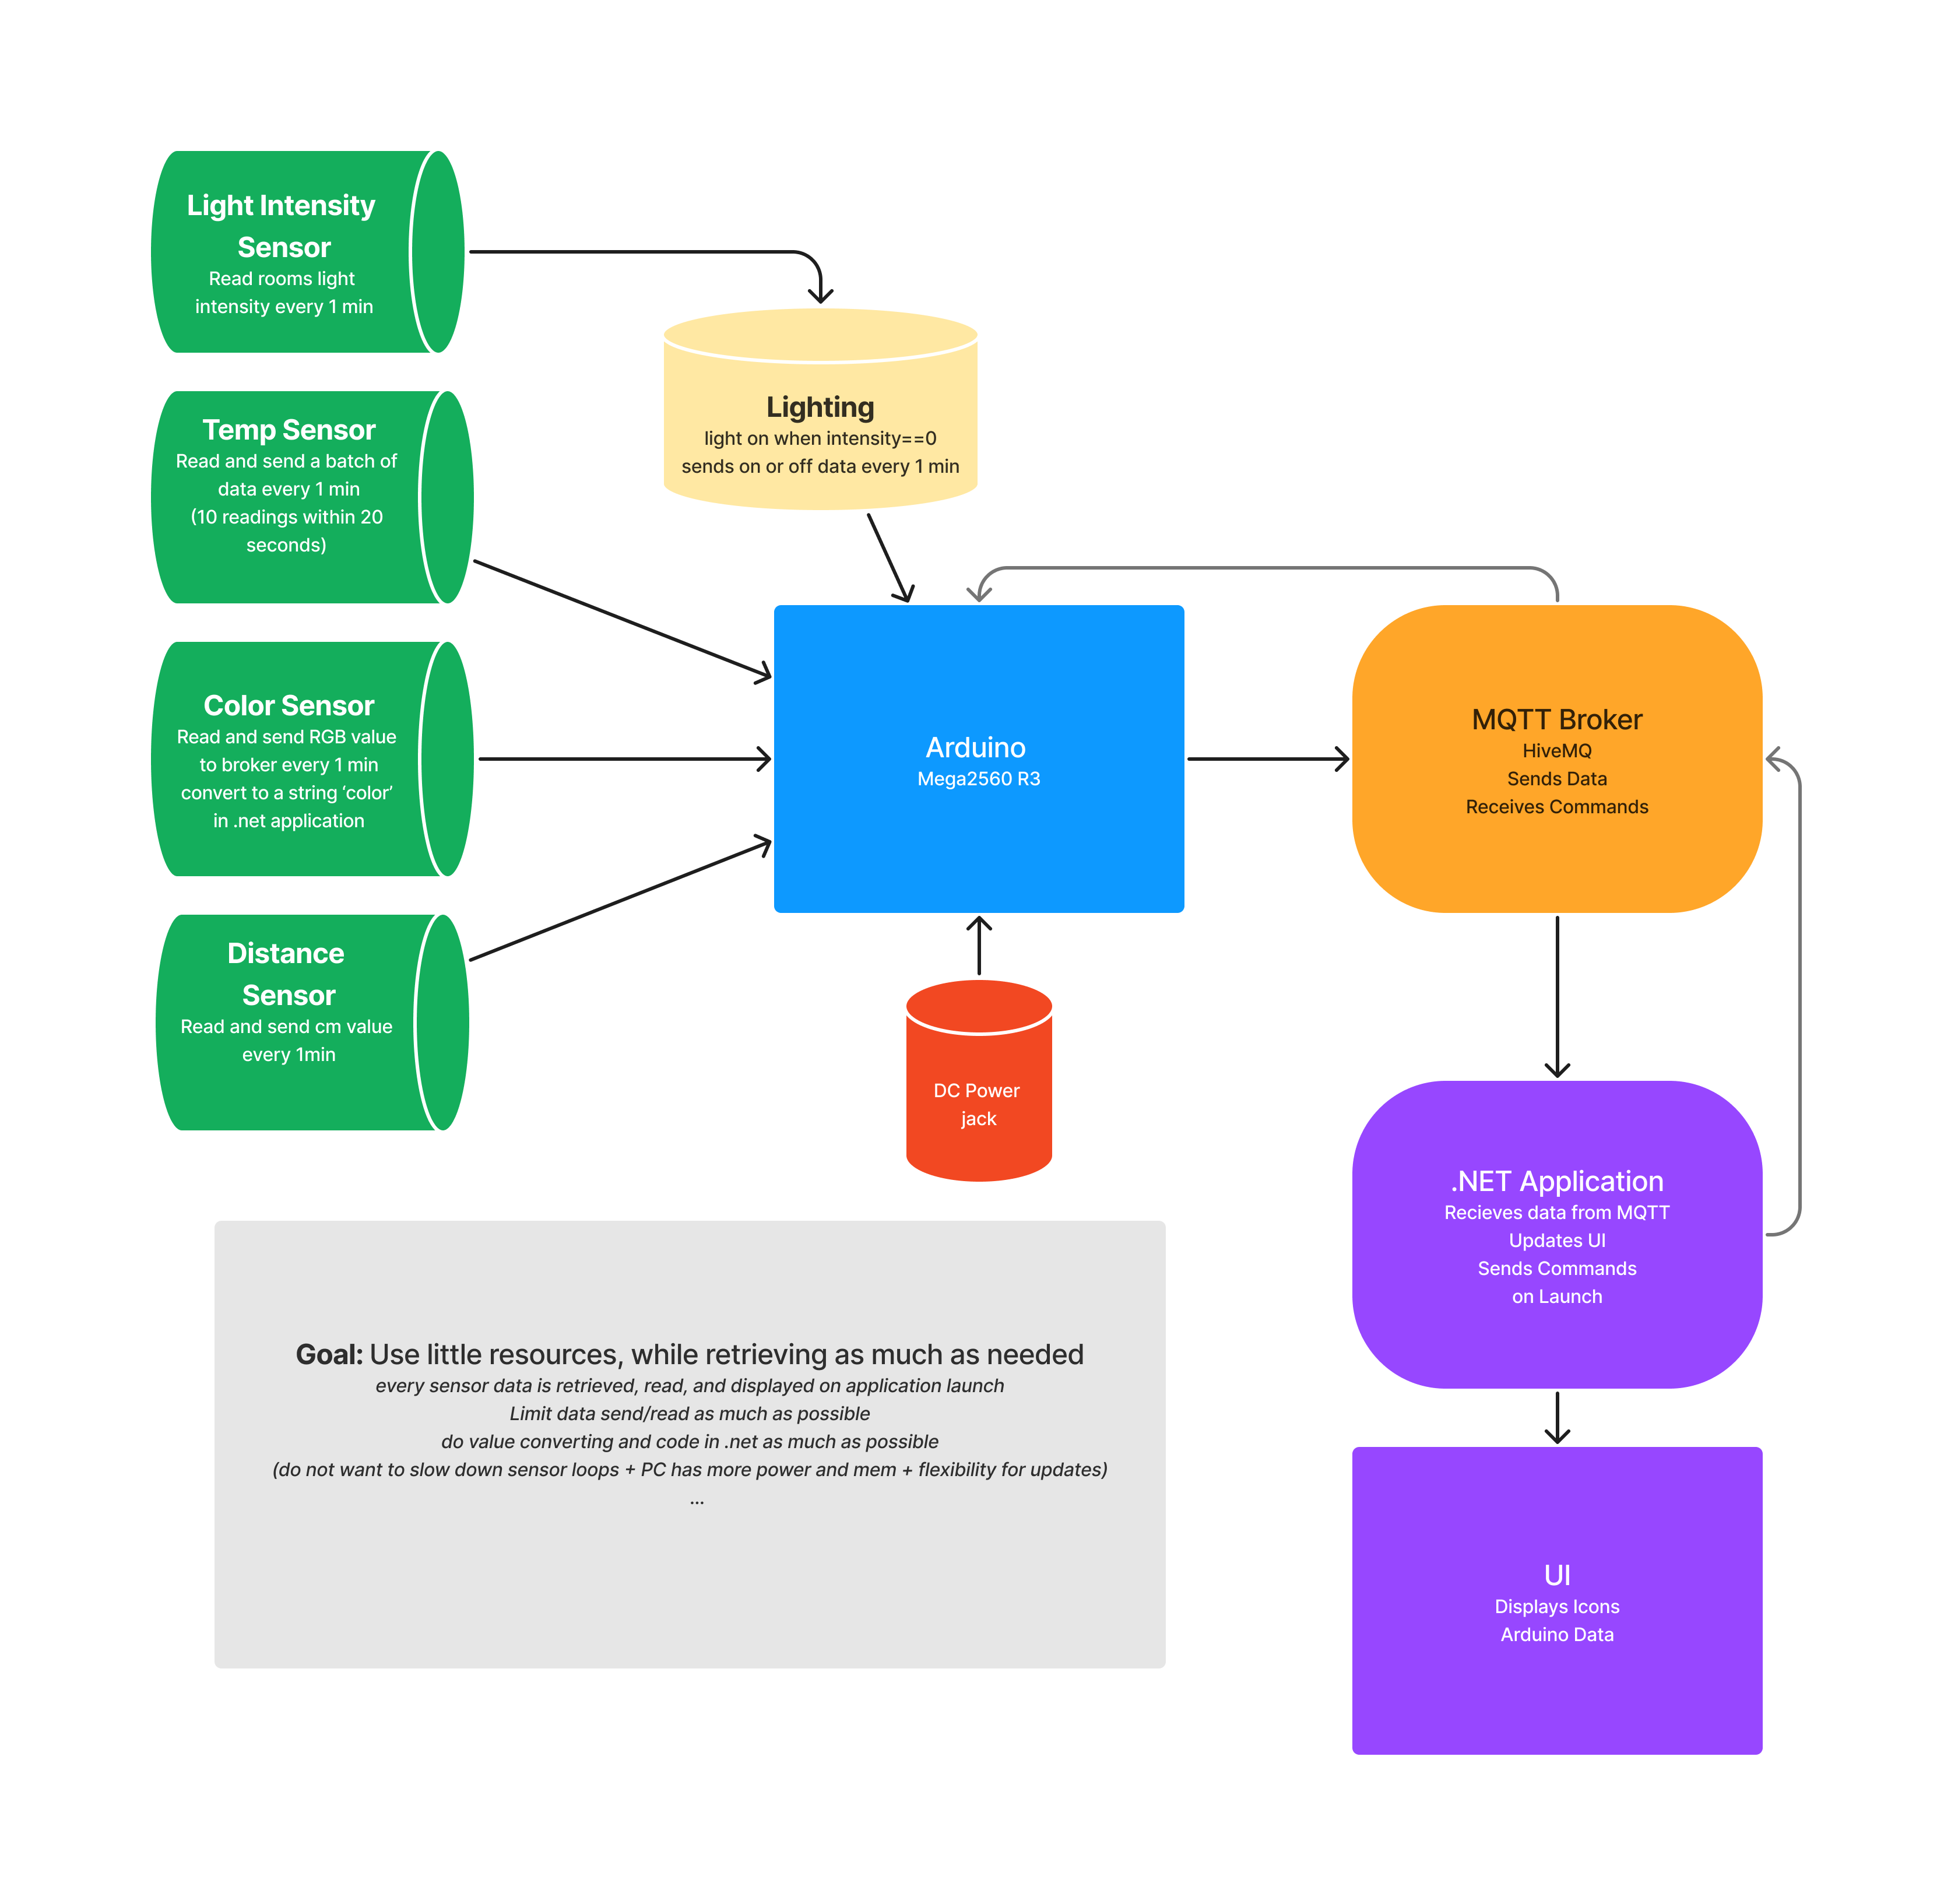 Light Intensity
Sensor
Read rooms light
intensity every 1 min
Temp Sensor
Read and send a batch of
data every 1 min
(10 readings within 20
seconds)
Color Sensor
Read and send RGB value
to broker every 1 min
convert to a string ‘color’
in .net application
Distance
Sensor
Read and send cm value
every 1min
Lighting
light on when intensity==0
sends on or off data every 1 min
Arduino
Mega2560 R3
DC Power
jack
MQTT Broker
HiveMQ
Sends Data
Receives Commands
.NET Application
Recieves data from MQTT
Updates UI
Sends Commands
on Launch
UI
Displays Icons
Arduino Data
Goal: Use little resources, while retrieving as much as needed
every sensor data is retrieved, read, and displayed on application launch
Limit data send/read as much as possible
do value converting and code in .net as much as possible
(do not want to slow down sensor loops + PC has more power and mem + flexibility for updates)
...